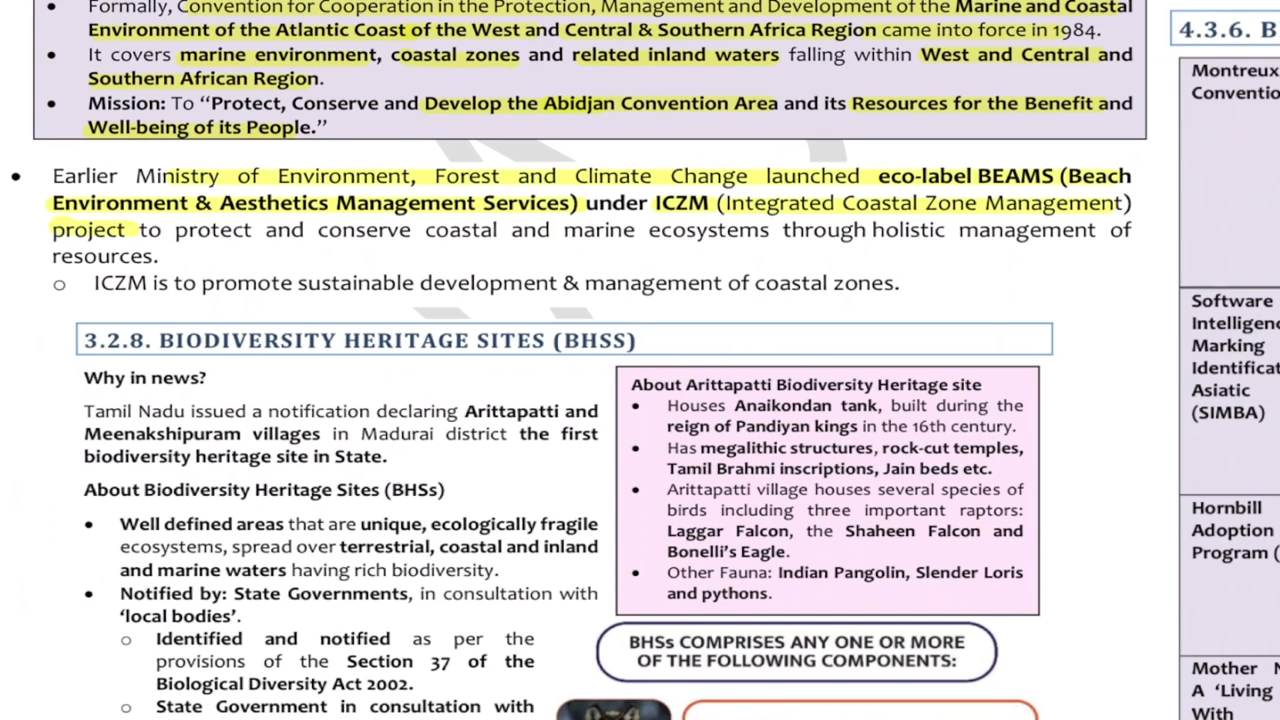 Formally, Convention for Cooperation in the Protection, Management and Development of the Marine and Coastal
Environment of the Atlantic Coast of the West and Central & Southern Africa Region came into force in 1984.
• It covers marine environment, coastal zones and related inland waters falling within West and Central and
Southern African Region.
• Mission: To “Protect, Conserve and Develop the Abidjan Convention Area and its Resources for the Benefit and
Well-being of its People.”
• Earlier Ministry of Environment, Forest and Climate Change launched eco-label BEAMS (Beach
Environment & Aesthetics Management Services) under ICZM (Integrated Coastal Zone Management)
project to protect and conserve coastal and marine ecosystems through holistic management of
resources.
o ICZM is to promote sustainable development & management of coastal zones.
3.2.8. BIODIVERSITY HERITAGE SITES (BHSS)
Why in news?
Tamil Nadu issued a notification declaring Arittapatti and
Meenakshipuram villages in Madurai district the first
biodiversity heritage site in State.
About Biodiversity Heritage Sites (BHSs)
• Well defined areas that are unique, ecologically fragile
ecosystems, spread over terrestrial, coastal and inland
and marine waters having rich biodiversity.
• Notified by: State Governments, in consultation with
‘local bodies’.
o Identified and notified as per the
provisions of the Section 37 of the
Biological Diversity Act 2002.
o State Government in consultation with
About Arittapatti Biodiversity Heritage site
• Houses Anaikondan tank, built during the
reign of Pandiyan kings in the 16th century.
• Has megalithic structures, rock-cut temples,
Tamil Brahmi inscriptions, Jain beds etc.
• Arittapatti village houses several species of
birds including three important raptors:
Laggar Falcon, the Shaheen Falcon and
Bonelli’s Eagle.
• Other Fauna: Indian Pangolin, Slender Loris
and pythons.
BHSs COMPRISES ANY ONE OR MORE
OF THE FOLLOWING COMPONENTS:
4.3.6. B
Montreux
Conventio
Software
Intelligenc
Marking
Identificat
Asiatic
(SIMBA)
Hornbill
Adoption
Program (
Mother N
A ‘Living
With